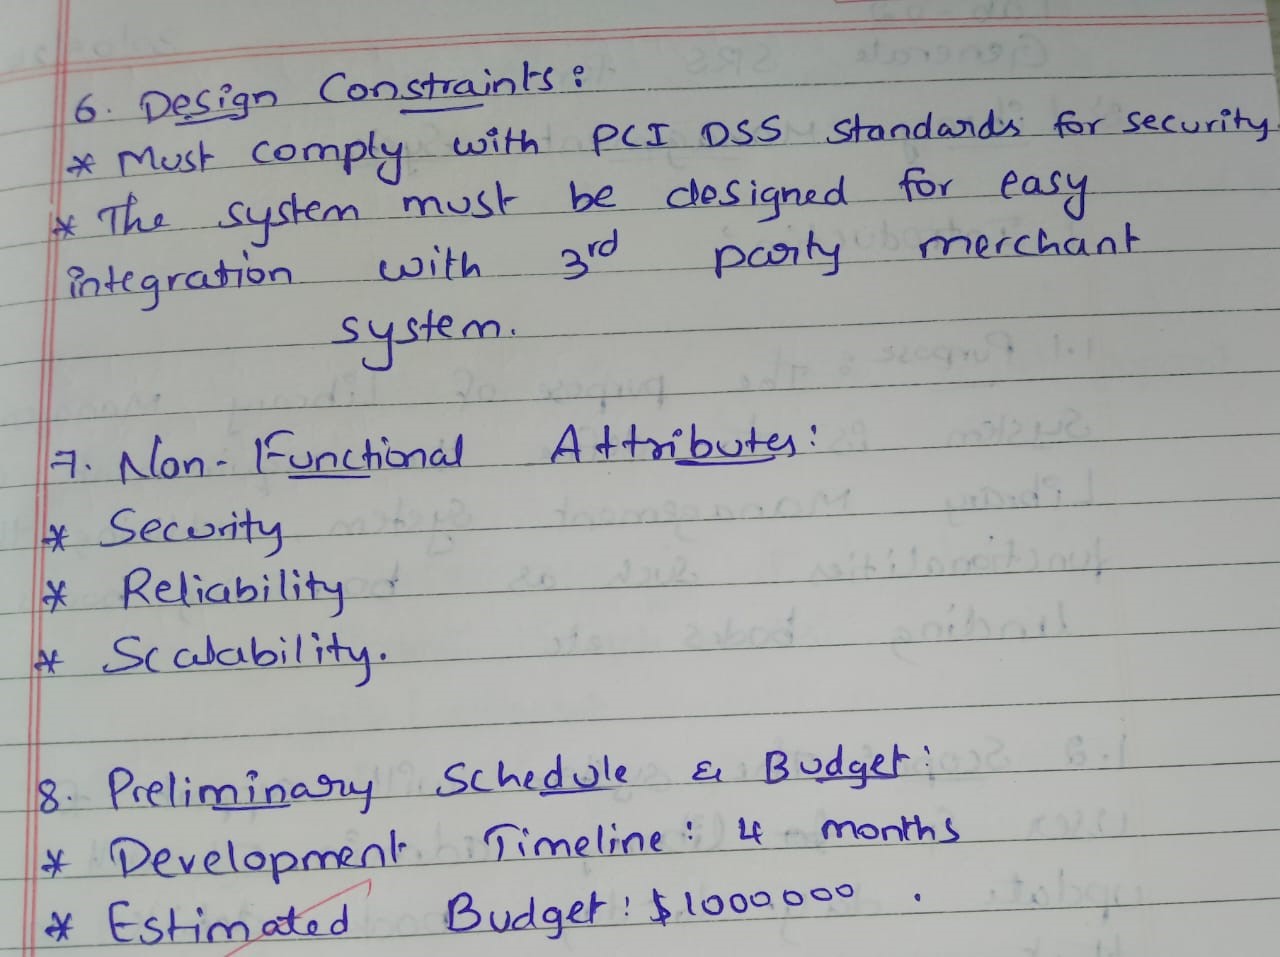 6. Design Constraints:
* Must comply with PCI DSS standards for security.
* The system must be designed for easy
integration with 3rd party merchant
system.
7. Non-Functional Attributes:
* Security
* Reliability
* Scalability.
8. Preliminary Schedule & Budget:
* Development Timeline: 4 months
* Estimated Budget: $1000000.